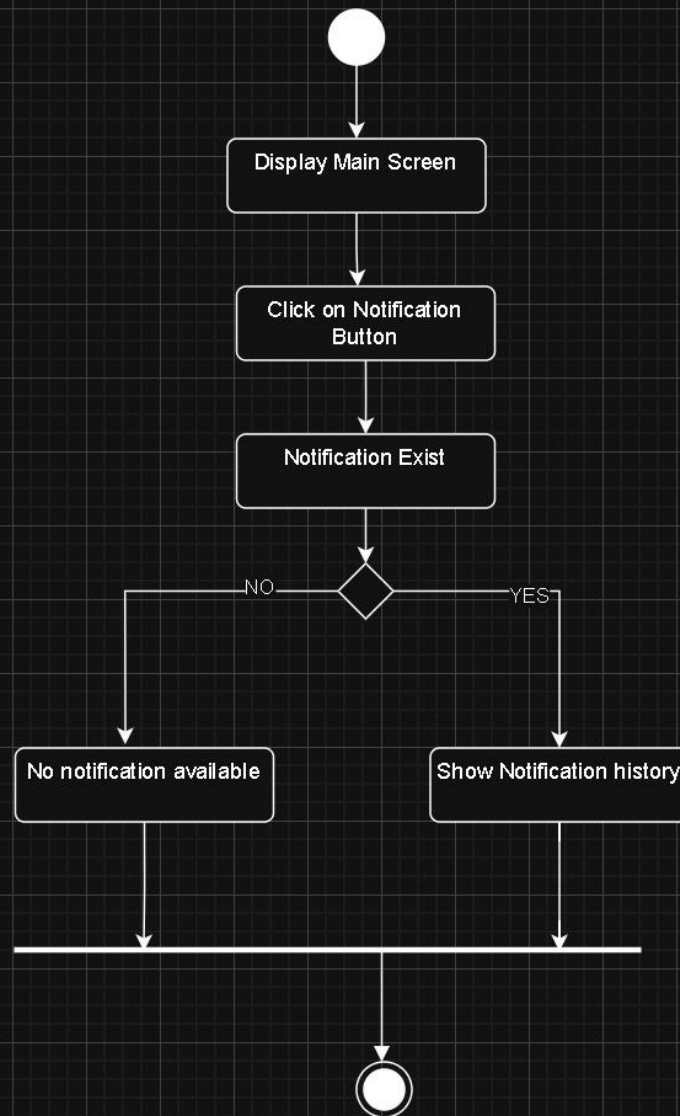 Display Main Screen
Click on Notification
Button
Notification Exist
NO
YES
No notification available
Show Notification history